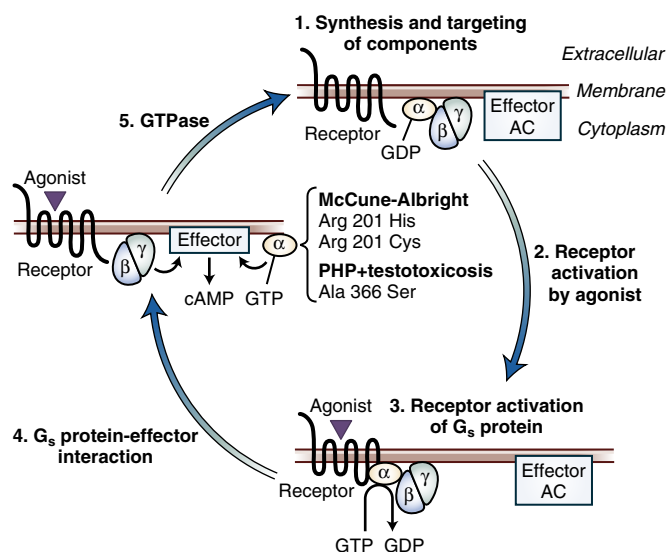 1. Synthesis and targeting
of components
Extracellular
Membrane
Cytoplasm
Receptor
α
β
γ
GDP
Effector
AC
5. GTPase
Agonist
Receptor
β
γ
Effector
cAMP
α
GTP
McCune-Albright
Arg 201 His
Arg 201 Cys
PHP+testotoxicosis
Ala 366 Ser
2. Receptor
activation
by agonist
3. Receptor activation
of Gs protein
Agonist
Receptor
α
β
γ
GTP GDP
Effector
AC
4. Gs protein-effector
interaction